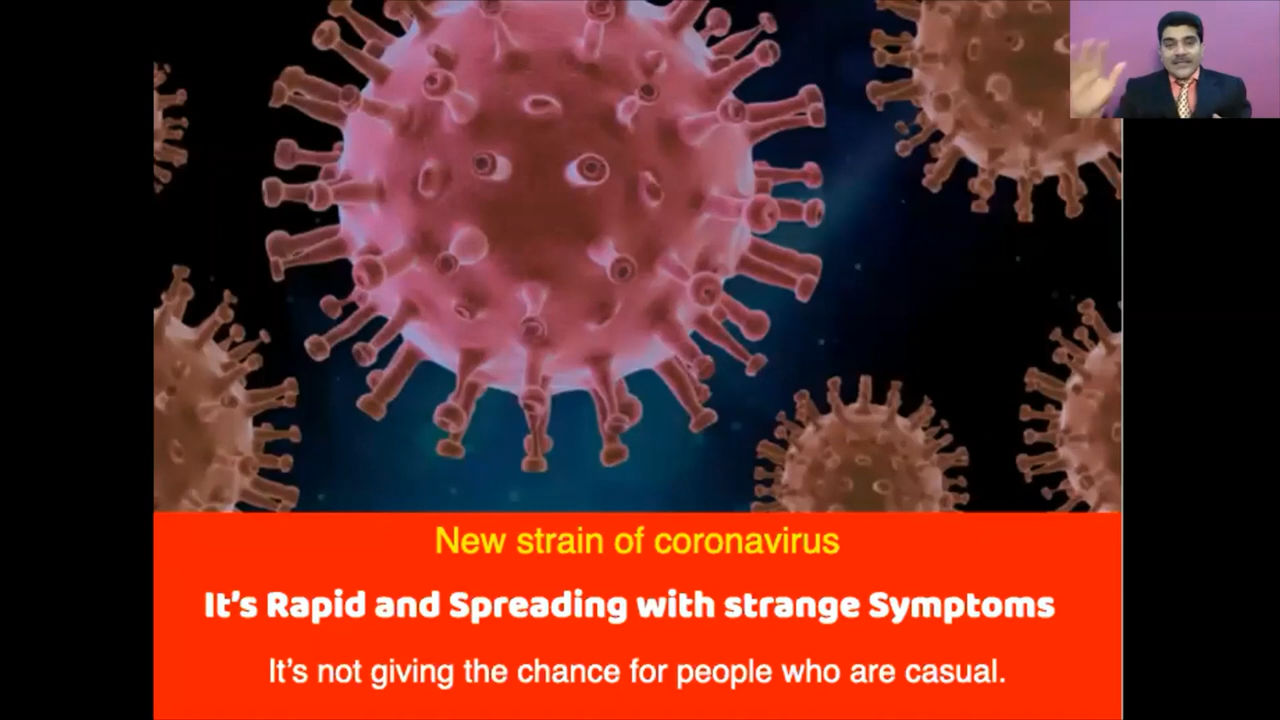 New strain of coronavirus
It's Rapid and Spreading with strange Symptoms
It's not giving the chance for people who are casual.